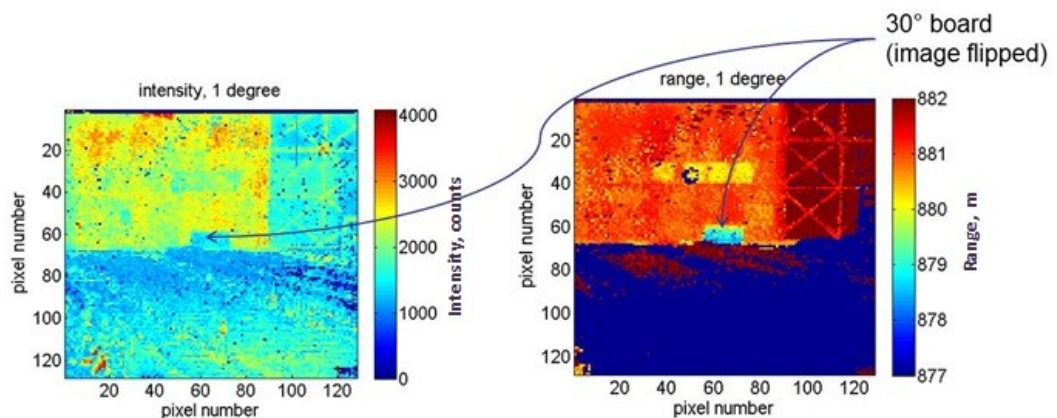 30° board
(image flipped)
intensity, 1 degree
4000
3000
2000
1000
0
Intensity, counts
20
40
60
80
100
120
pixel number
20 40 60 80 100 120
pixel number
range, 1 degree
882
881
880
879
878
877
Range, m
20
40
60
80
100
120
pixel number
20 40 60 80 100 120
pixel number